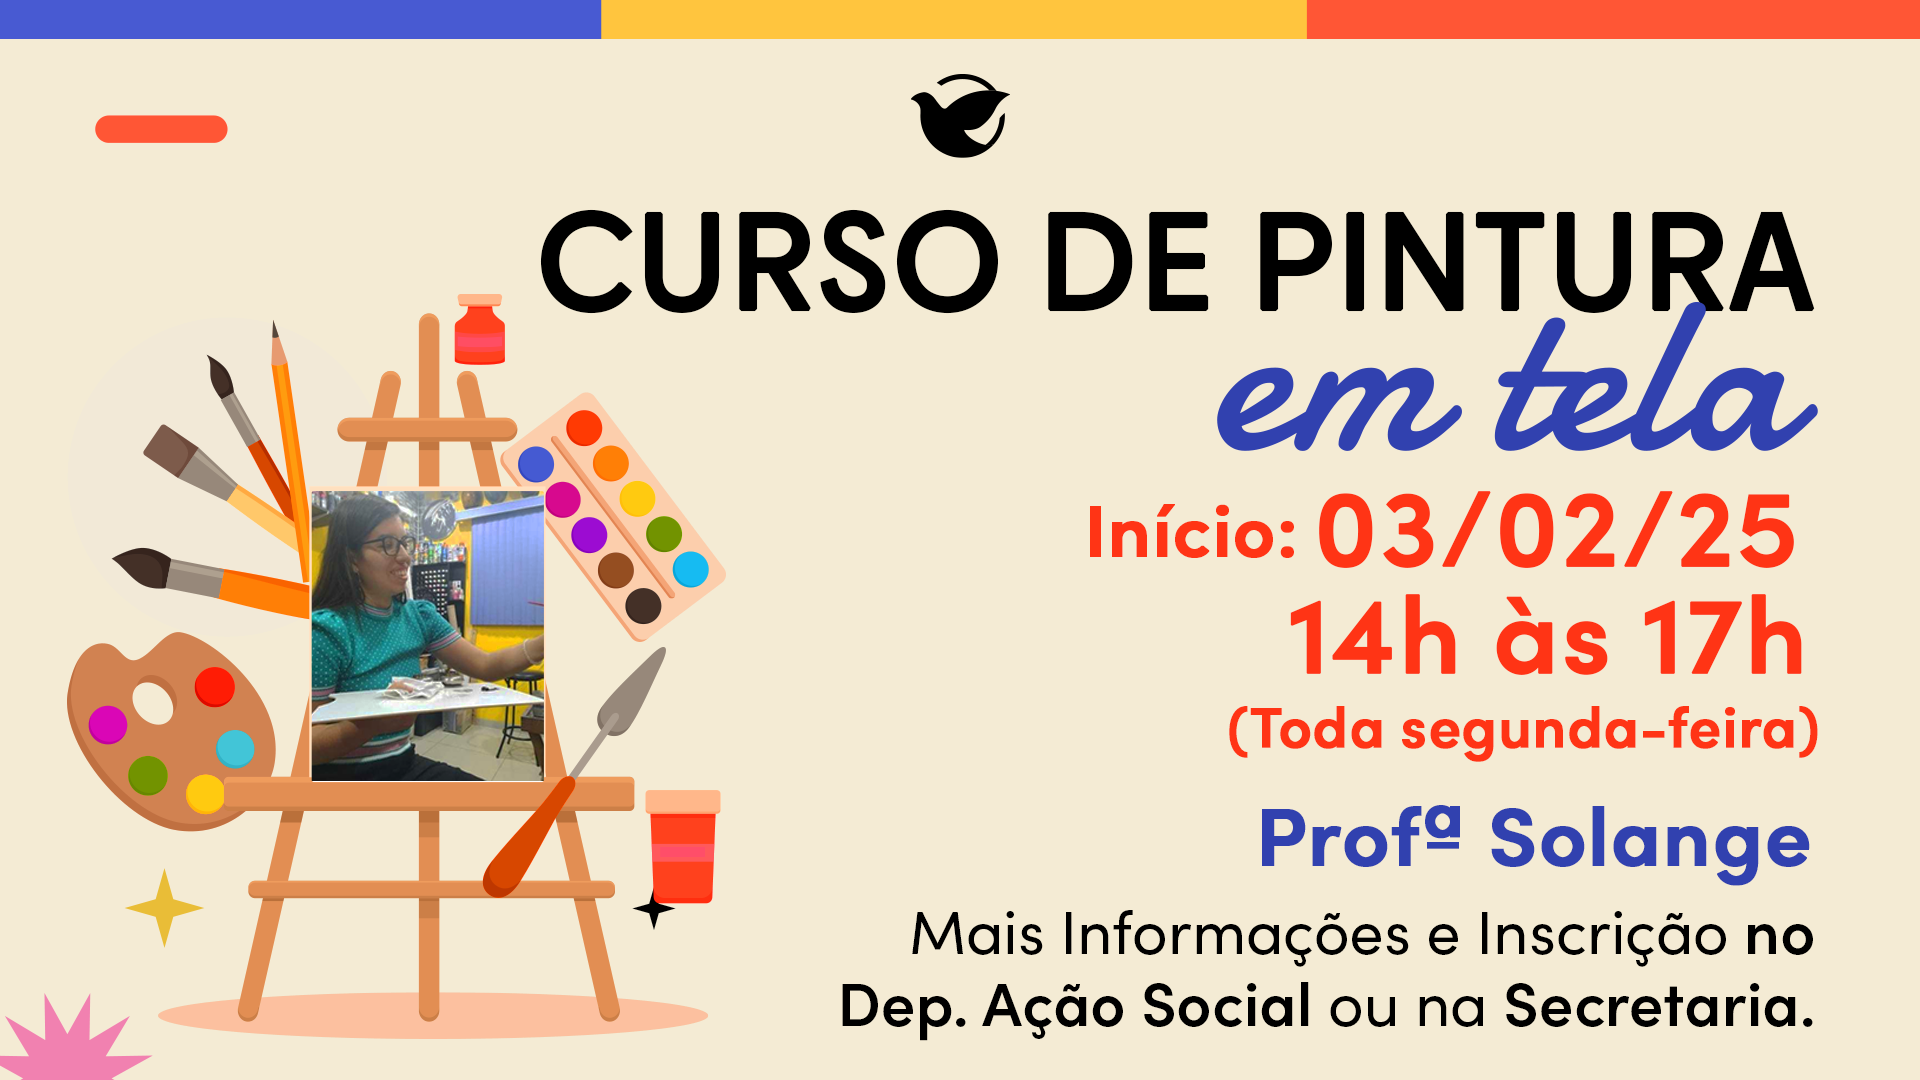 CURSO DE PINTURA
em tela
Início: 03/02/25
14h às 17h
(Toda segunda-feira)
Profª Solange
Mais Informações e Inscrição no
Dep. Ação Social ou na Secretaria.